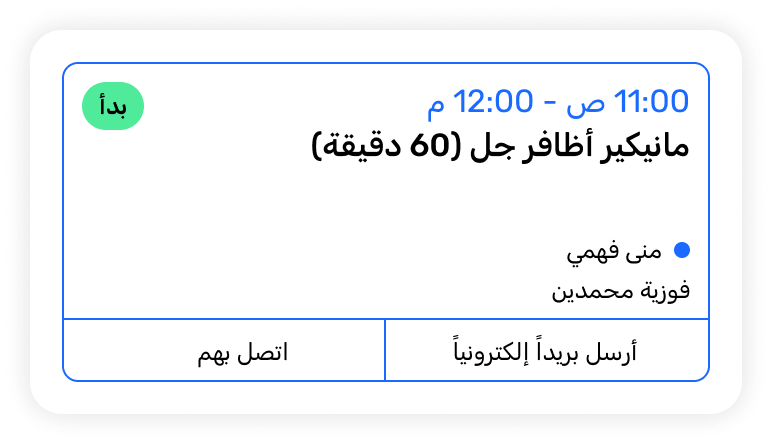 11:00 ص - 12:00 م
بدأ
مانيكير أظافر جل (60 دقيقة)
منى فهمي
فوزية محمدين
أرسل بريداً إلكترونياً
اتصل بهم